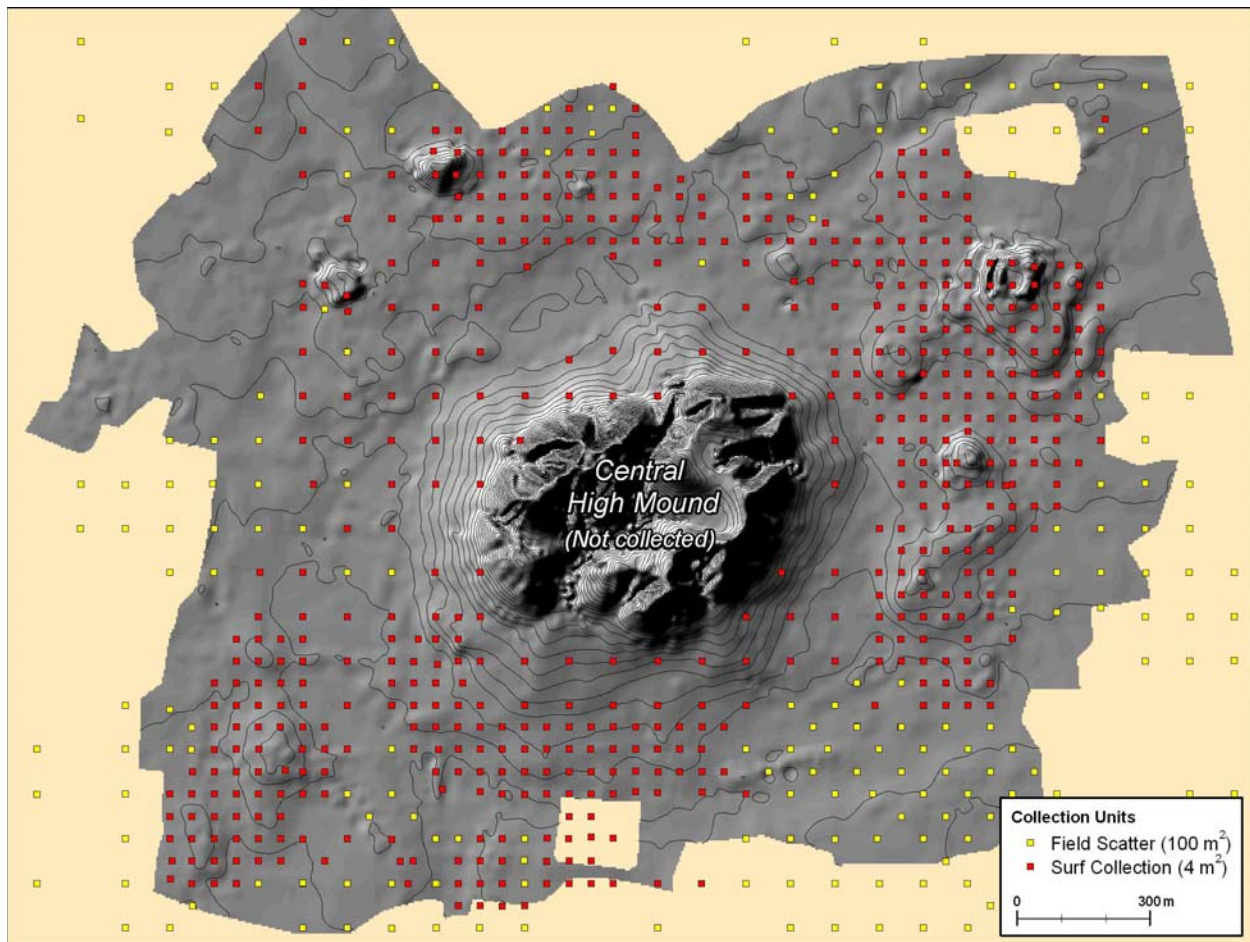 Central
High Mound
(Not collected)
Collection Units
Field Scatter (100 m²)
Surf Collection (4 m²)
0 300 m